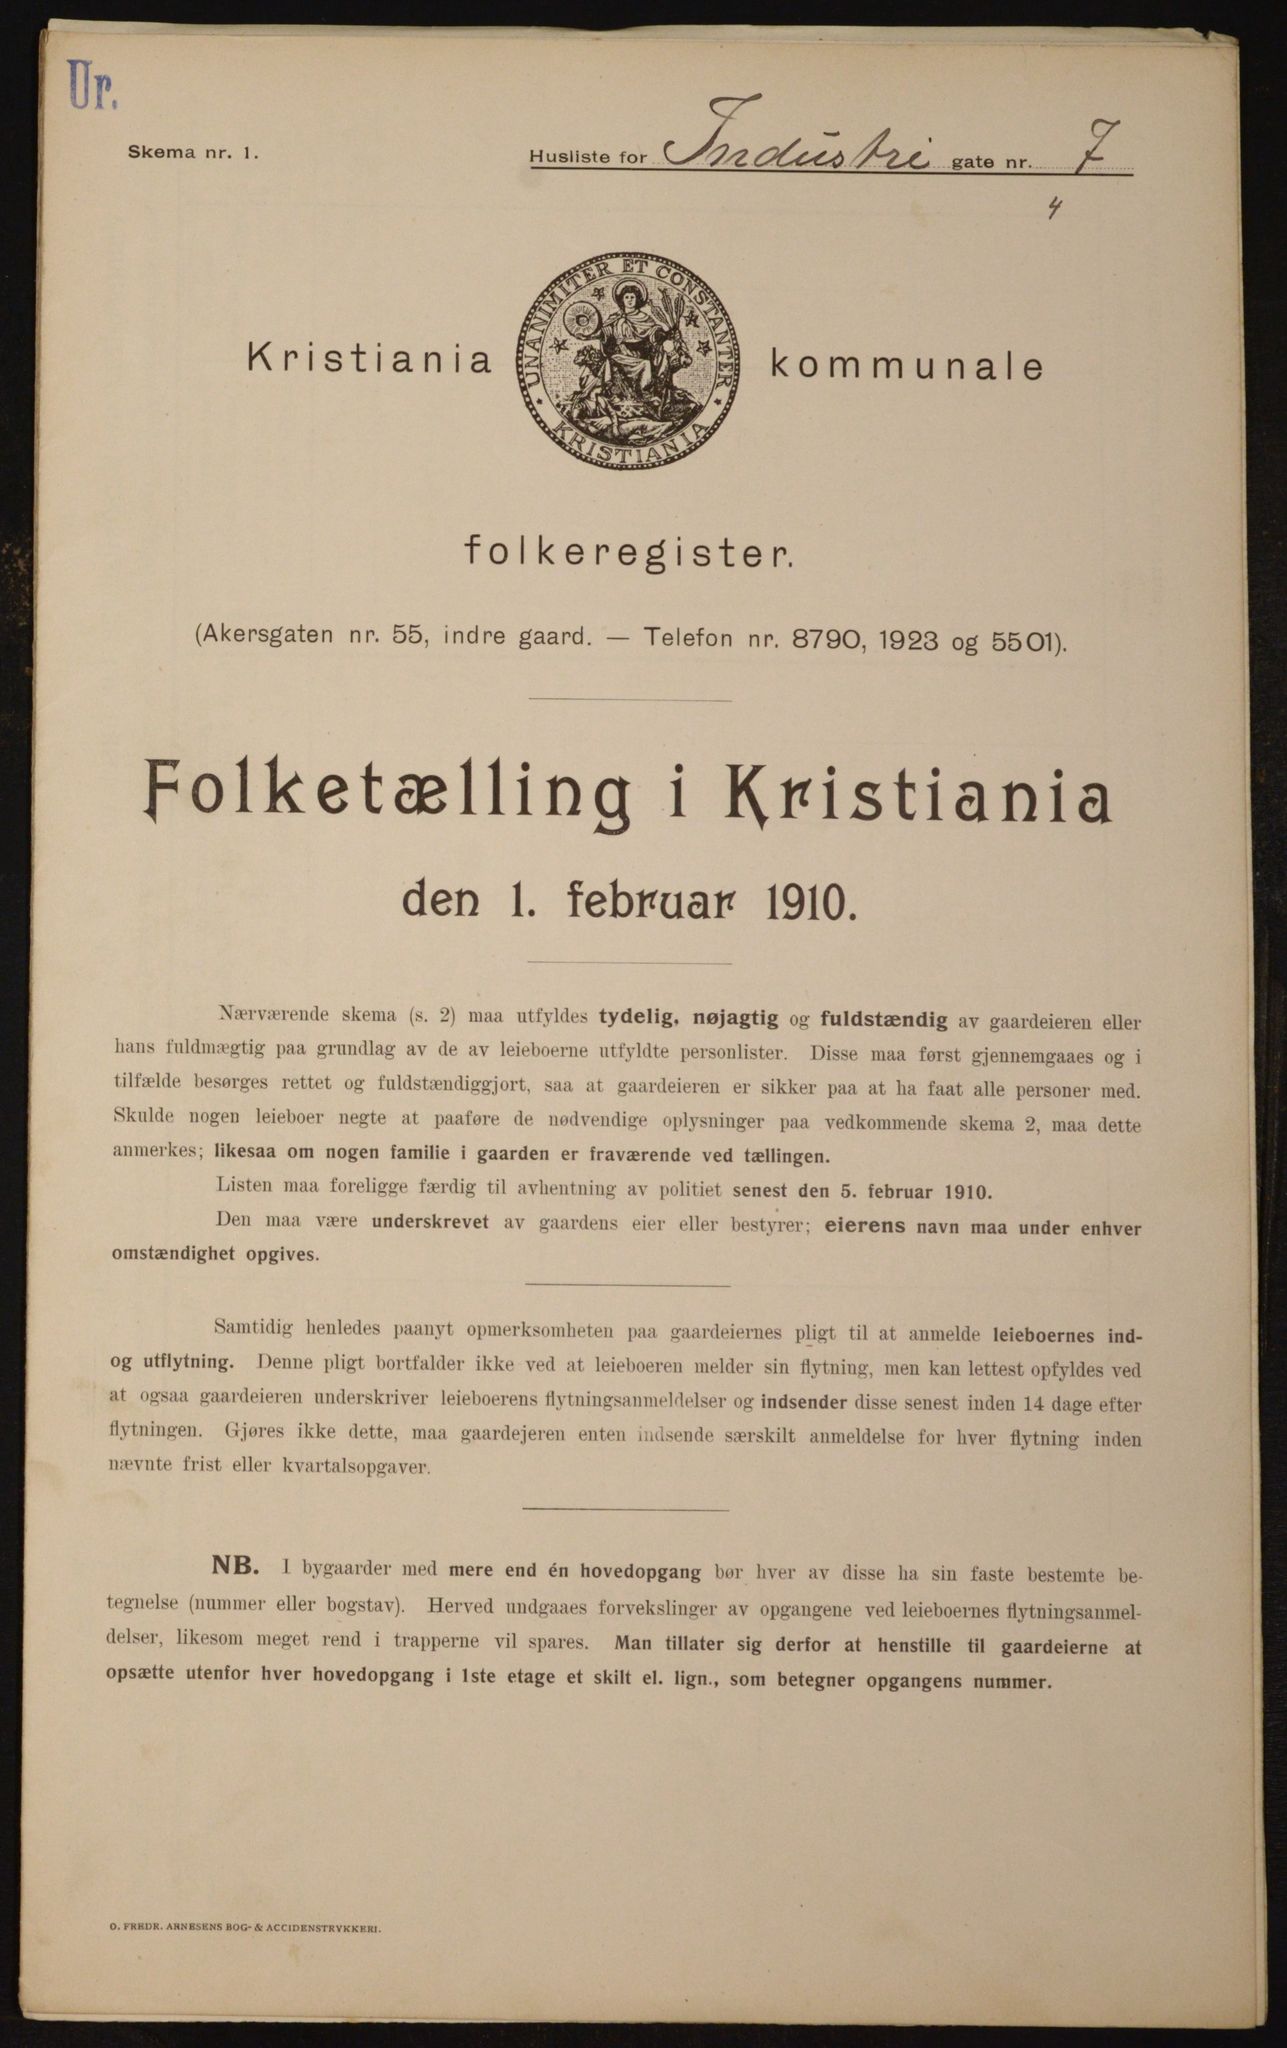 Ur.
Skema nr. 1.
Husliste for Industri gate nr. 7
4
UNANIMITER ET CONSTANTER
KRISTIANIA
Kristiania kommunale
folkeregister.
(Akersgaten nr. 55, indre gaard. — Telefon nr. 8790, 1923 og 5501).
Folketælling i Kristiania
den 1. februar 1910.
Nærværende skema (s. 2) maa utfyldes tydelig, nøjagtig og fuldstændig av gaardeieren eller
hans fuldmægtig paa grundlag av de av leieboerne utfyldte personlister. Disse maa først gjennemgaaes og i
tilfælde besørges rettet og fuldstændiggjort, saa at gaardeieren er sikker paa at ha faat alle personer med.
Skulde nogen leieboer negte at paaføre de nødvendige oplysninger paa vedkommende skema 2, maa dette
anmerkes; likesaa om nogen familie i gaarden er fraværende ved tællingen.
Listen maa foreligge færdig til avhentning av politiet senest den 5. februar 1910.
Den maa være underskrevet av gaardens eier eller bestyrer; eierens navn maa under enhver
omstændighet opgives.
Samtidig henledes paanyt opmerksomheten paa gaardeiernes pligt til at anmelde leieboernes ind-
og utflytning. Denne pligt bortfalder ikke ved at leieboeren melder sin flytning, men kan lettest opfyldes ved
at ogsaa gaardeieren underskriver leieboerens flytningsanmeldelser og indsender disse senest inden 14 dage efter
flytningen. Gjøres ikke dette, maa gaardejeren enten indsende særskilt anmeldelse for hver flytning inden
nævnte frist eller kvartalsopgaver.
NB. I bygaarder med mere end én hovedopgang bør hver av disse ha sin faste bestemte be-
tegnelse (nummer eller bogstav). Herved undgaaes forvekslinger av opgangene ved leieboernes flytningsanmel-
delser, likesom meget rend i trapperne vil spares. Man tillater sig derfor at henstille til gaardeierne at
opsætte utenfor hver hovedopgang i 1ste etage et skilt el. lign., som betegner opgangens nummer.
O. FREDR. ARNESENS BOG- & ACCIDENSTRYKKERI.